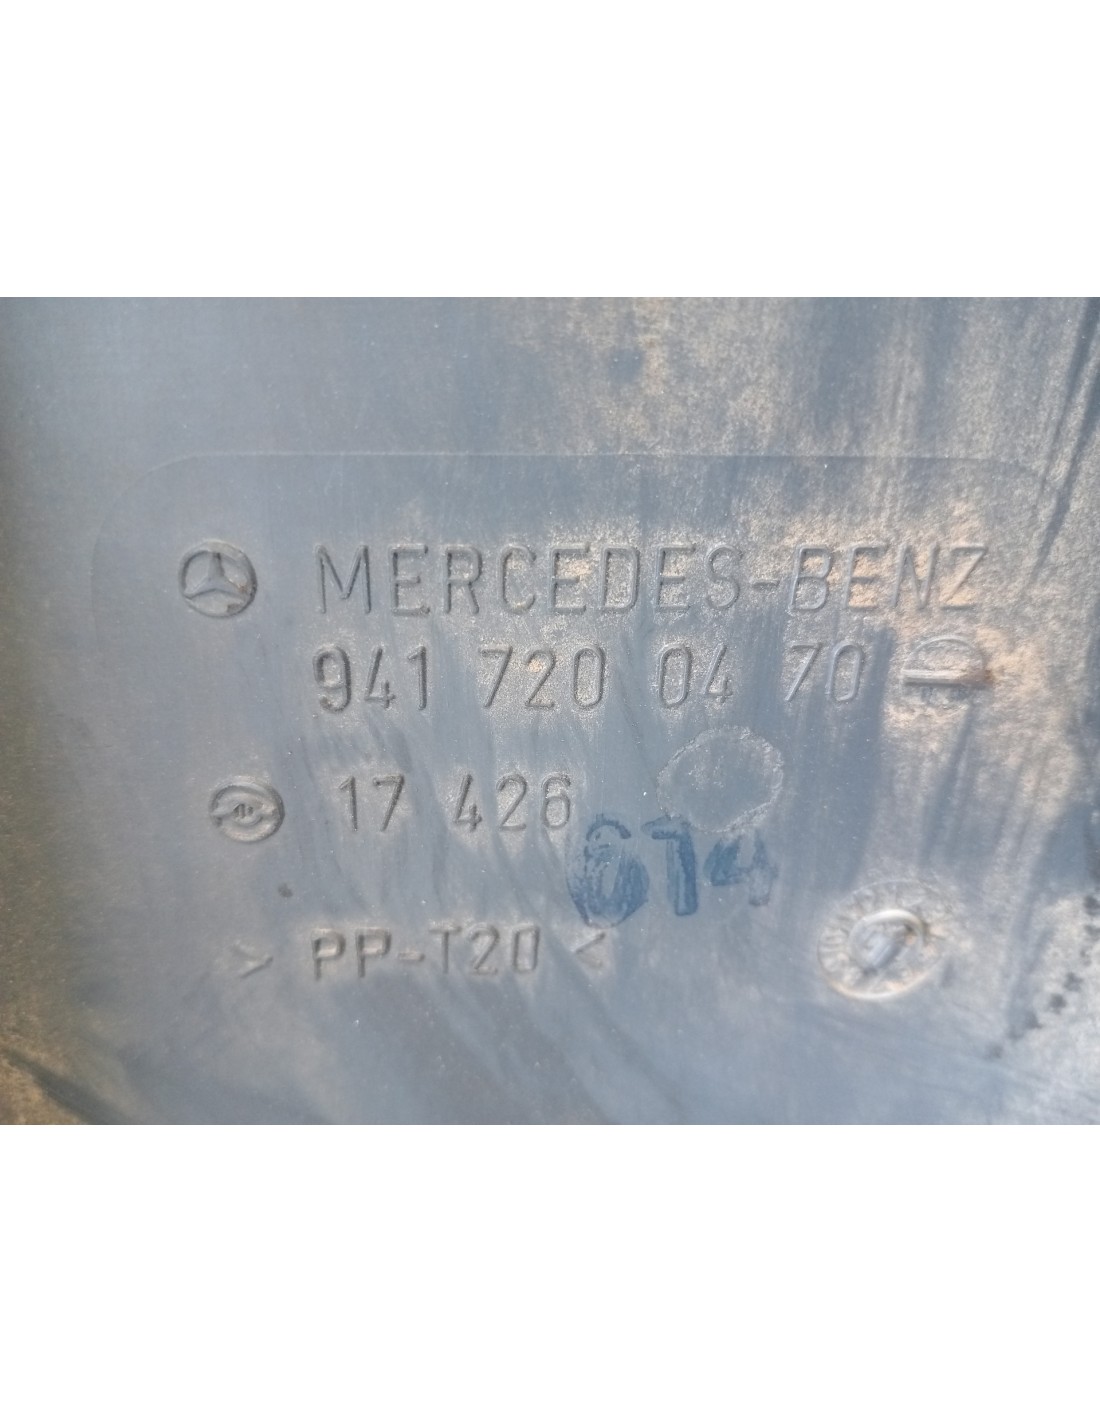 MERCEDES-BENZ
941 720 04 70
17 426
614
> PP-T20 <